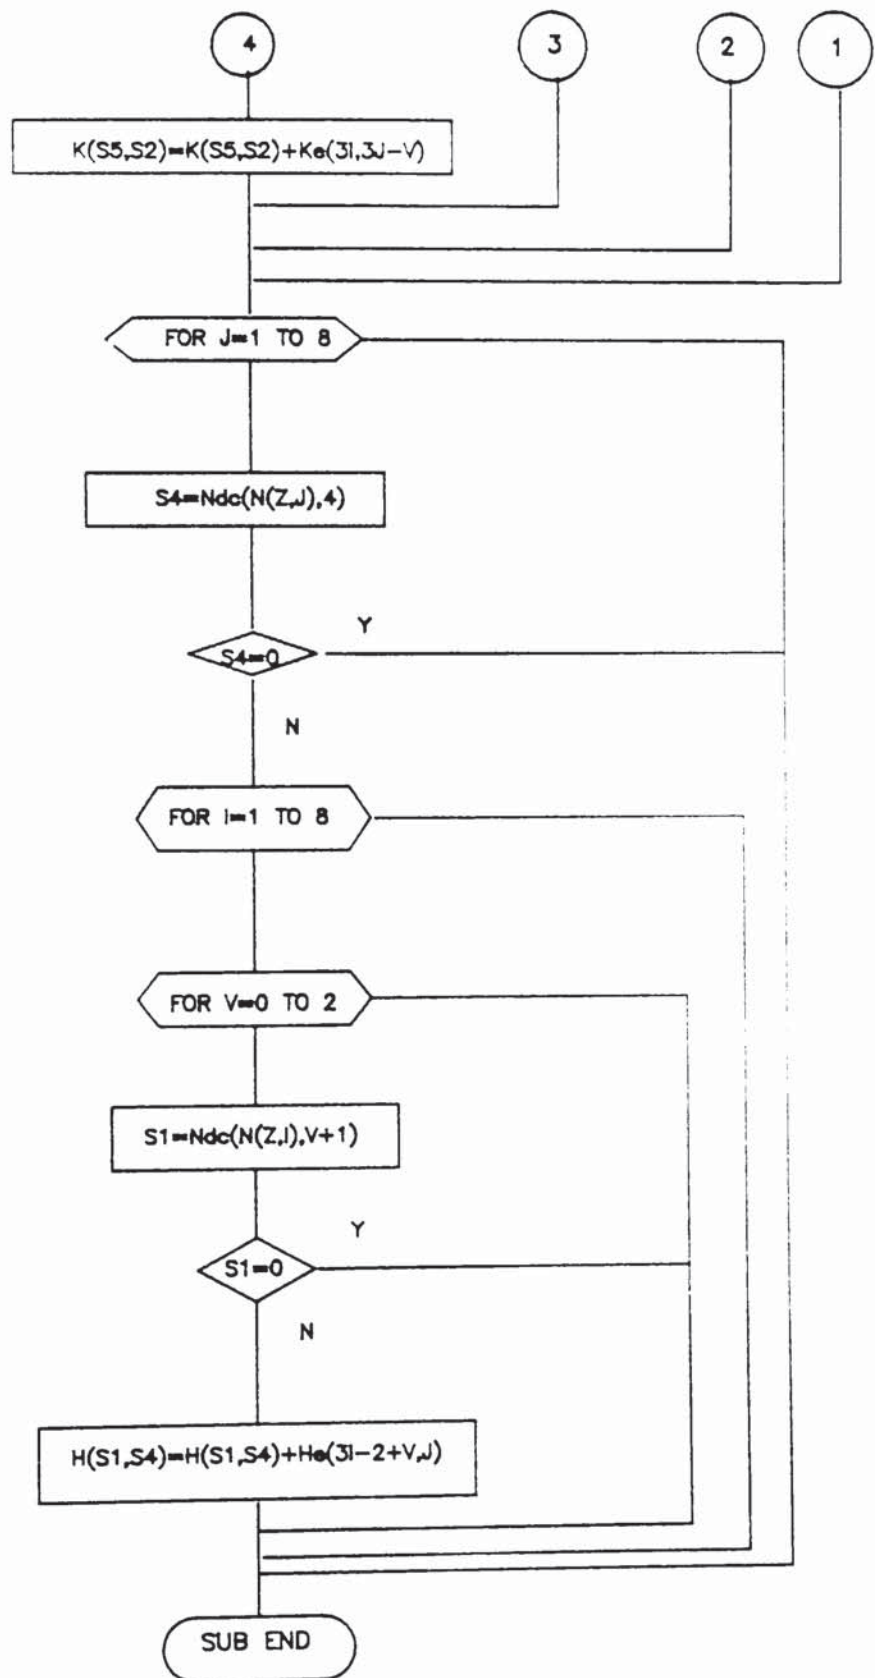 4 3 2 1
K(S5,S2)=K(S5,S2)+Ke(3I,3J-V)
FOR J=1 TO 8
S4=Ndc(N(Z,J),4)
Y
S4=0
N
FOR I=1 TO 8
FOR V=0 TO 2
S1=Ndc(N(Z,I),V+1)
Y
S1=0
N
H(S1,S4)=H(S1,S4)+He(3I-2+V,J)
SUB END